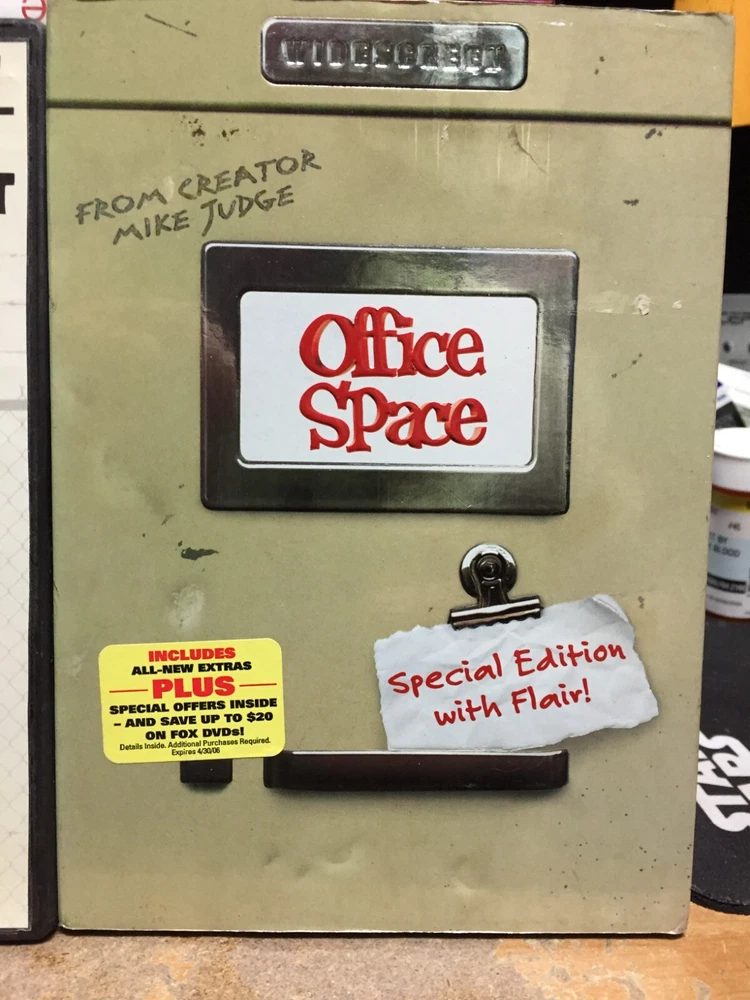 WIDESCREEN
FROM CREATOR
MIKE JUDGE
Office
Space
Special Edition
with Flair!
INCLUDES
ALL-NEW EXTRAS
PLUS
SPECIAL OFFERS INSIDE
– AND SAVE UP TO $20
ON FOX DVDs!
Details Inside. Additional Purchases Required.
Expires 4/30/06
BLOOD